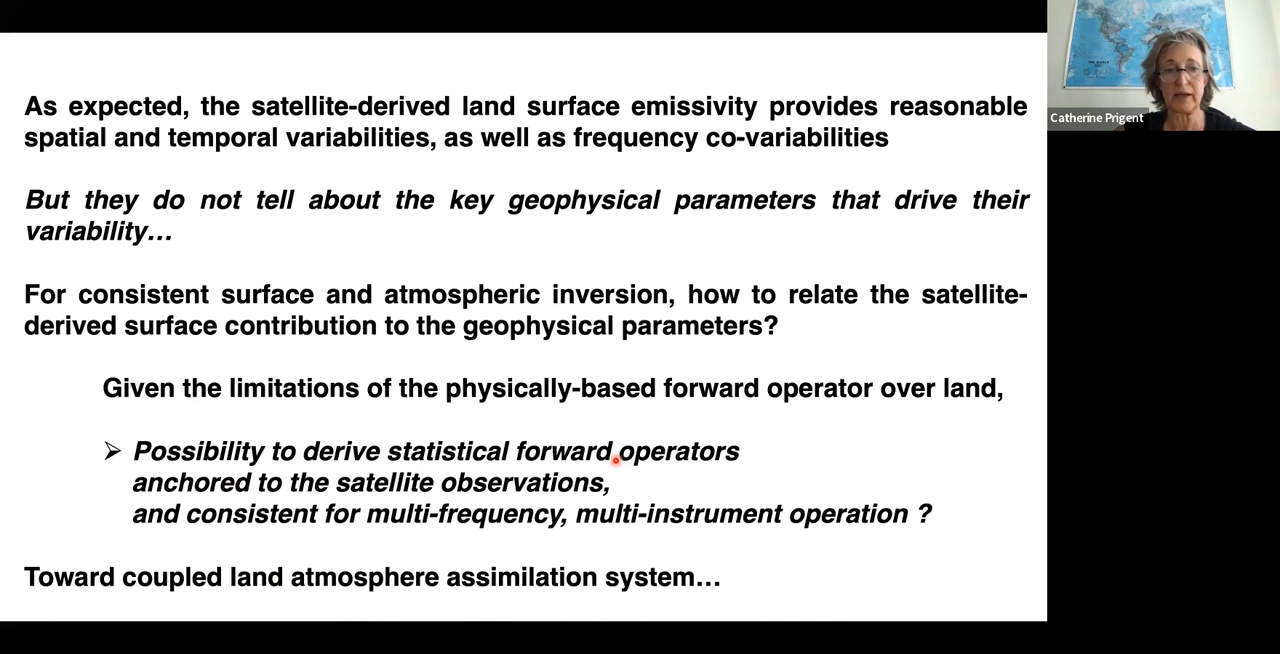 As expected, the satellite-derived land surface emissivity provides reasonable
spatial and temporal variabilities, as well as frequency co-variabilities
But they do not tell about the key geophysical parameters that drive their
variability…
For consistent surface and atmospheric inversion, how to relate the satellite-
derived surface contribution to the geophysical parameters?
Given the limitations of the physically-based forward operator over land,
➢ Possibility to derive statistical forward operators
anchored to the satellite observations,
and consistent for multi-frequency, multi-instrument operation ?
Toward coupled land atmosphere assimilation system…
Catherine Prigent